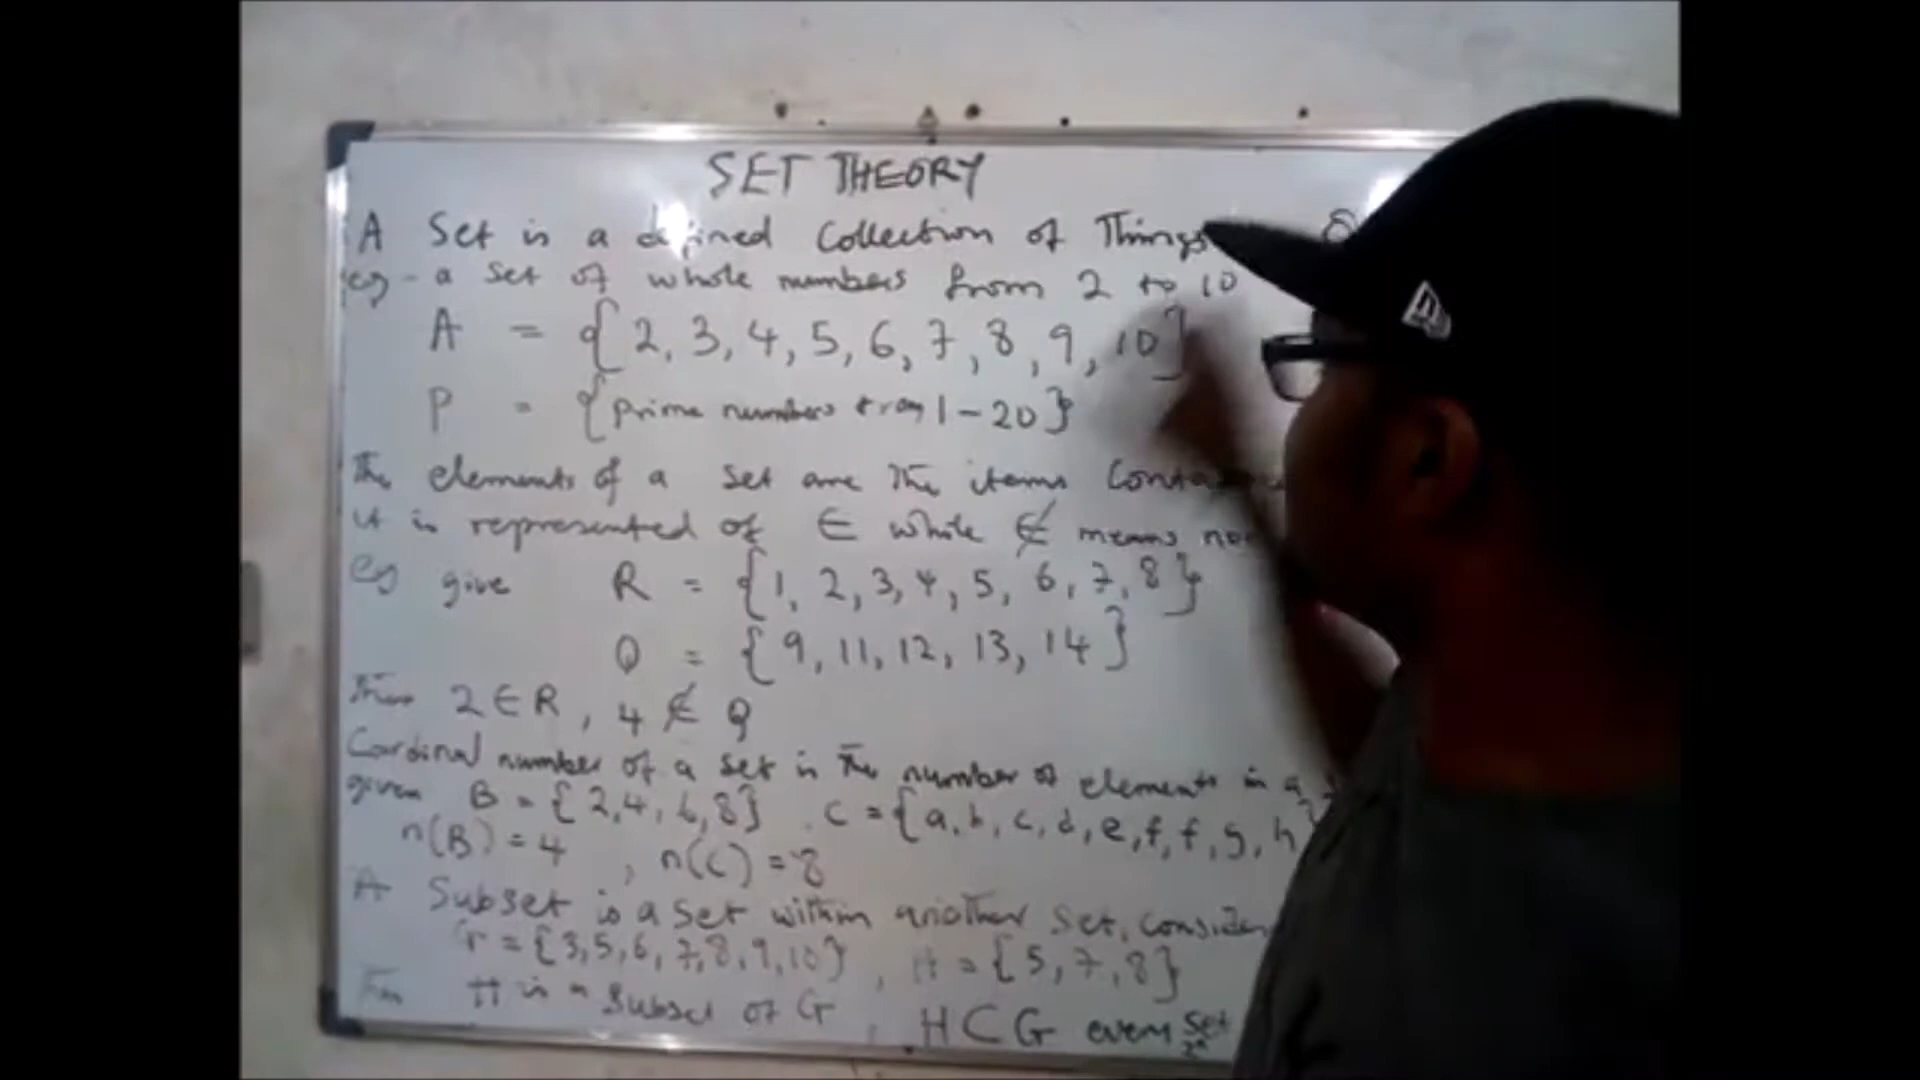 SET THEORY
A Set is a defined Collection of Things
eg - a set of whole numbers from 2 to 10
A = {2, 3, 4, 5, 6, 7, 8, 9, 10}
P = {prime numbers from 1-20}
The elements of a set are the items
it is represented of ∈ while ∉ means
eg give R = {1, 2, 3, 4, 5, 6, 7, 8}
Q = {9, 11, 12, 13, 14}
2 ∈ R, 4 ∉ Q
Cardinal number of a set is the number of elements in a
given B = {2,4,6,8} C = {a,b,c,d,e,f,f,g,h}
n(B) = 4, n(C) = 8
A Subset is a set within another set, consider
= {3,5,6,7,8,9,10}, H = {5,7,8}
H is a subset of G, H ⊂ G even set